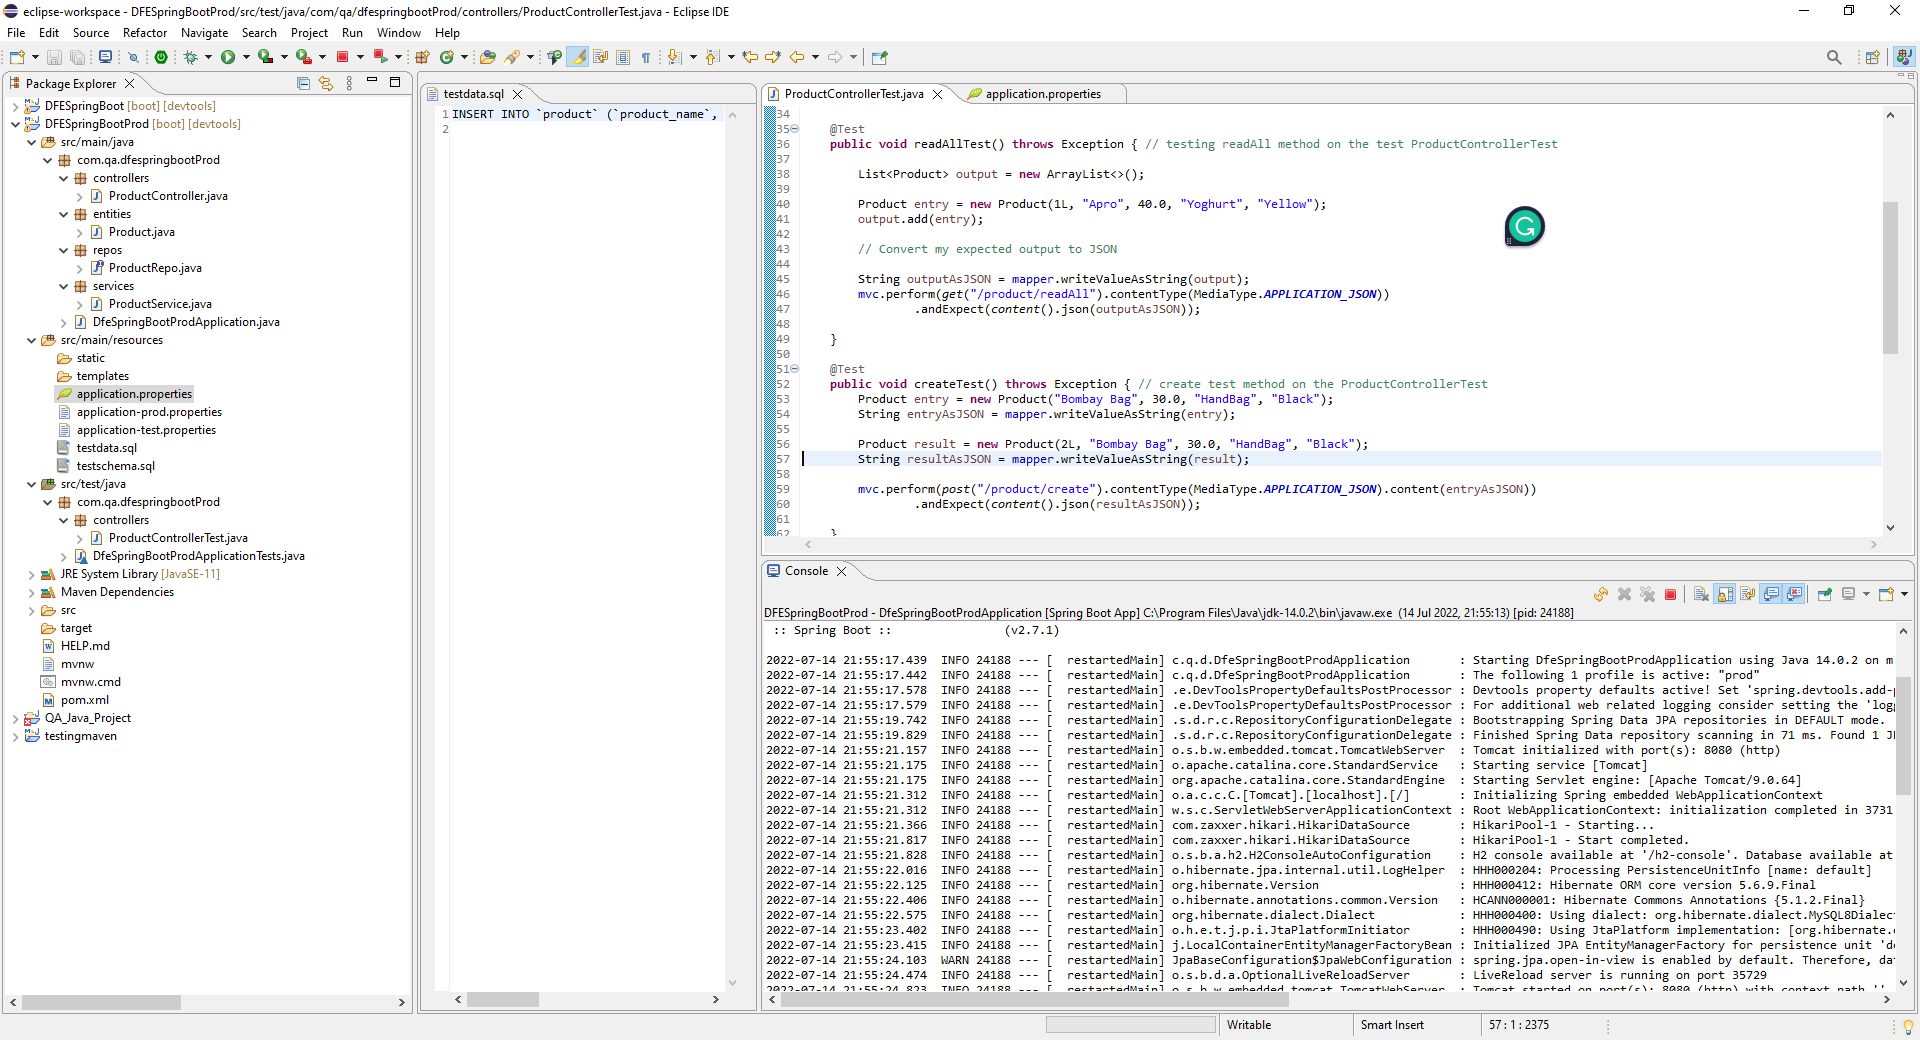 eclipse-workspace - DFESpringBootProd/src/test/java/com/qa/dfespringbootProd/controllers/ProductControllerTest.java - Eclipse IDE
File Edit Source Refactor Navigate Search Project Run Window Help
Package Explorer
DFESpringBoot [boot] [devtools]
DFESpringBootProd [boot] [devtools]
src/main/java
com.qa.dfespringbootProd
controllers
ProductController.java
entities
Product.java
repos
ProductRepo.java
services
ProductService.java
DfeSpringBootProdApplication.java
src/main/resources
static
templates
application.properties
application-prod.properties
application-test.properties
testdata.sql
testschema.sql
src/test/java
com.qa.dfespringbootProd
controllers
ProductControllerTest.java
DfeSpringBootProdApplicationTests.java
JRE System Library [JavaSE-11]
Maven Dependencies
src
target
HELP.md
mvnw
mvnw.cmd
pom.xml
QA_Java_Project
testingmaven
testdata.sql
1 INSERT INTO `product` (`product_name`,
2
ProductControllerTest.java application.properties
34
35 @Test
36 public void readAllTest() throws Exception { // testing readAll method on the test ProductControllerTest
37
38 List<Product> output = new ArrayList<>();
39
40 Product entry = new Product(1L, "Apro", 40.0, "Yoghurt", "Yellow");
41 output.add(entry);
42
43 // Convert my expected output to JSON
44
45 String outputAsJSON = mapper.writeValueAsString(output);
46 mvc.perform(get("/product/readAll").contentType(MediaType.APPLICATION_JSON))
47 .andExpect(content().json(outputAsJSON));
48
49 }
50
51 @Test
52 public void createTest() throws Exception { // create test method on the ProductControllerTest
53 Product entry = new Product("Bombay Bag", 30.0, "HandBag", "Black");
54 String entryAsJSON = mapper.writeValueAsString(entry);
55
56 Product result = new Product(2L, "Bombay Bag", 30.0, "HandBag", "Black");
57 String resultAsJSON = mapper.writeValueAsString(result);
58
59 mvc.perform(post("/product/create").contentType(MediaType.APPLICATION_JSON).content(entryAsJSON))
60 .andExpect(content().json(resultAsJSON));
61
62 }
Console
DFESpringBootProd - DfeSpringBootProdApplication [Spring Boot App] C:\Program Files\Java\jdk-14.0.2\bin\javaw.exe (14 Jul 2022, 21:55:13) [pid: 24188]
:: Spring Boot :: (v2.7.1)
2022-07-14 21:55:17.439 INFO 24188 --- [ restartedMain] c.q.d.DfeSpringBootProdApplication : Starting DfeSpringBootProdApplication using Java 14.0.2 on m
2022-07-14 21:55:17.442 INFO 24188 --- [ restartedMain] c.q.d.DfeSpringBootProdApplication : The following 1 profile is active: "prod"
2022-07-14 21:55:17.578 INFO 24188 --- [ restartedMain] .e.DevToolsPropertyDefaultsPostProcessor : Devtools property defaults active! Set 'spring.devtools.add-p
2022-07-14 21:55:17.579 INFO 24188 --- [ restartedMain] .e.DevToolsPropertyDefaultsPostProcessor : For additional web related logging consider setting the 'logg
2022-07-14 21:55:19.742 INFO 24188 --- [ restartedMain] .s.d.r.c.RepositoryConfigurationDelegate : Bootstrapping Spring Data JPA repositories in DEFAULT mode.
2022-07-14 21:55:19.829 INFO 24188 --- [ restartedMain] .s.d.r.c.RepositoryConfigurationDelegate : Finished Spring Data repository scanning in 71 ms. Found 1 J
2022-07-14 21:55:21.157 INFO 24188 --- [ restartedMain] o.s.b.w.embedded.tomcat.TomcatWebServer : Tomcat initialized with port(s): 8080 (http)
2022-07-14 21:55:21.175 INFO 24188 --- [ restartedMain] o.apache.catalina.core.StandardService : Starting service [Tomcat]
2022-07-14 21:55:21.175 INFO 24188 --- [ restartedMain] org.apache.catalina.core.StandardEngine : Starting Servlet engine: [Apache Tomcat/9.0.64]
2022-07-14 21:55:21.312 INFO 24188 --- [ restartedMain] o.a.c.c.C.[Tomcat].[localhost].[/] : Initializing Spring embedded WebApplicationContext
2022-07-14 21:55:21.312 INFO 24188 --- [ restartedMain] w.s.c.ServletWebServerApplicationContext : Root WebApplicationContext: initialization completed in 3731
2022-07-14 21:55:21.366 INFO 24188 --- [ restartedMain] com.zaxxer.hikari.HikariDataSource : HikariPool-1 - Starting...
2022-07-14 21:55:21.817 INFO 24188 --- [ restartedMain] com.zaxxer.hikari.HikariDataSource : HikariPool-1 - Start completed.
2022-07-14 21:55:21.828 INFO 24188 --- [ restartedMain] o.s.b.a.h2.H2ConsoleAutoConfiguration : H2 console available at '/h2-console'. Database available at
2022-07-14 21:55:22.016 INFO 24188 --- [ restartedMain] o.hibernate.jpa.internal.util.LogHelper : HHH000204: Processing PersistenceUnitInfo [name: default]
2022-07-14 21:55:22.125 INFO 24188 --- [ restartedMain] org.hibernate.Version : HHH000412: Hibernate ORM core version 5.6.9.Final
2022-07-14 21:55:22.406 INFO 24188 --- [ restartedMain] o.hibernate.annotations.common.Version : HCANN000001: Hibernate Commons Annotations {5.1.2.Final}
2022-07-14 21:55:22.575 INFO 24188 --- [ restartedMain] org.hibernate.dialect.Dialect : HHH000400: Using dialect: org.hibernate.dialect.MySQL8Dialec
2022-07-14 21:55:23.402 INFO 24188 --- [ restartedMain] o.h.e.t.j.p.i.JtaPlatformInitiator : HHH000490: Using JtaPlatform implementation: [org.hibernate.
2022-07-14 21:55:23.415 INFO 24188 --- [ restartedMain] j.LocalContainerEntityManagerFactoryBean : Initialized JPA EntityManagerFactory for persistence unit 'de
2022-07-14 21:55:24.103 WARN 24188 --- [ restartedMain] JpaBaseConfiguration$JpaWebConfiguration : spring.jpa.open-in-view is enabled by default. Therefore, dat
2022-07-14 21:55:24.474 INFO 24188 --- [ restartedMain] o.s.b.d.a.OptionalLiveReloadServer : LiveReload server is running on port 35729
2022-07-14 21:55:24.823 INFO 24188 --- [ restartedMain] o.s.b.w.embedded.tomcat.TomcatWebServer : Tomcat started on port(s): 8080 (http) with context path ''
Writable Smart Insert 57 : 1 : 2375